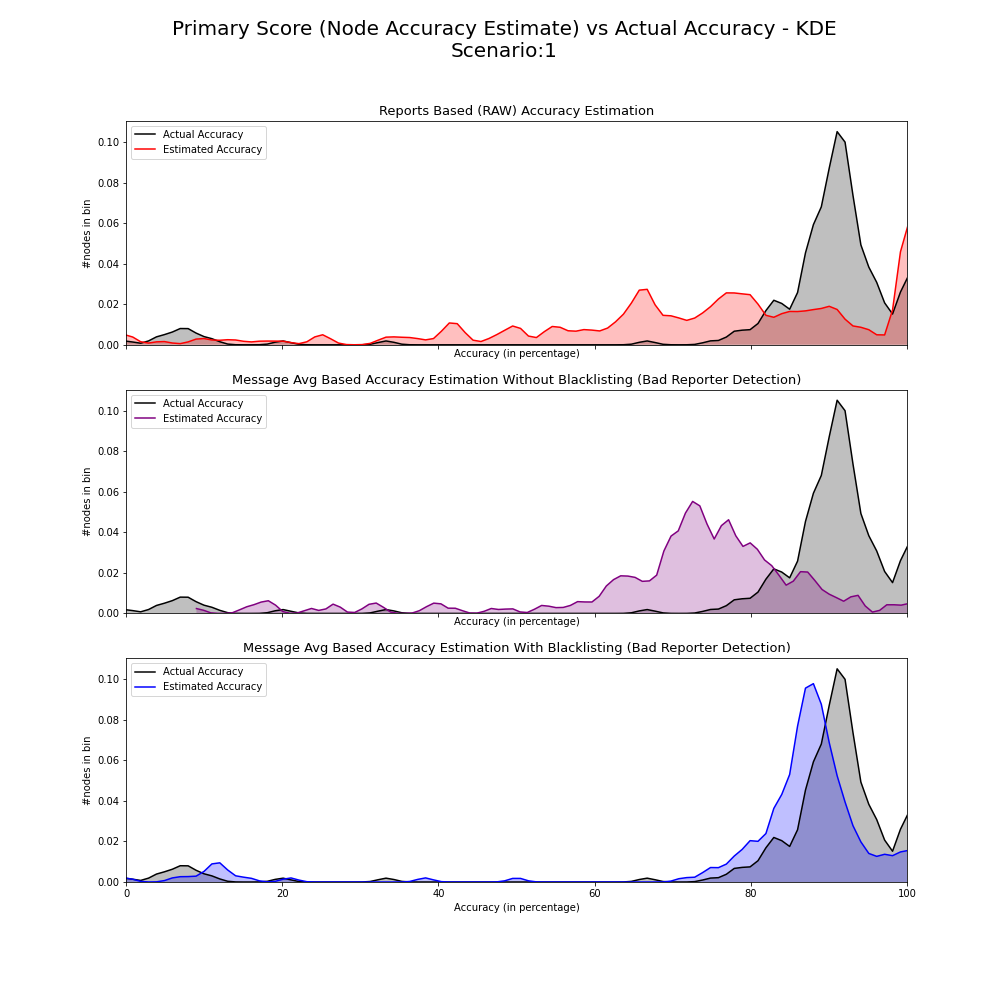 Primary Score (Node Accuracy Estimate) vs Actual Accuracy - KDE
Scenario:1
Reports Based (RAW) Accuracy Estimation
Actual Accuracy
Estimated Accuracy
#nodes in bin
0.10
0.08
0.06
0.04
0.02
0.00
Accuracy (in percentage)
Message Avg Based Accuracy Estimation Without Blacklisting (Bad Reporter Detection)
Actual Accuracy
Estimated Accuracy
#nodes in bin
0.10
0.08
0.06
0.04
0.02
0.00
Accuracy (in percentage)
Message Avg Based Accuracy Estimation With Blacklisting (Bad Reporter Detection)
Actual Accuracy
Estimated Accuracy
#nodes in bin
0.10
0.08
0.06
0.04
0.02
0.00
0 20 40 60 80 100
Accuracy (in percentage)